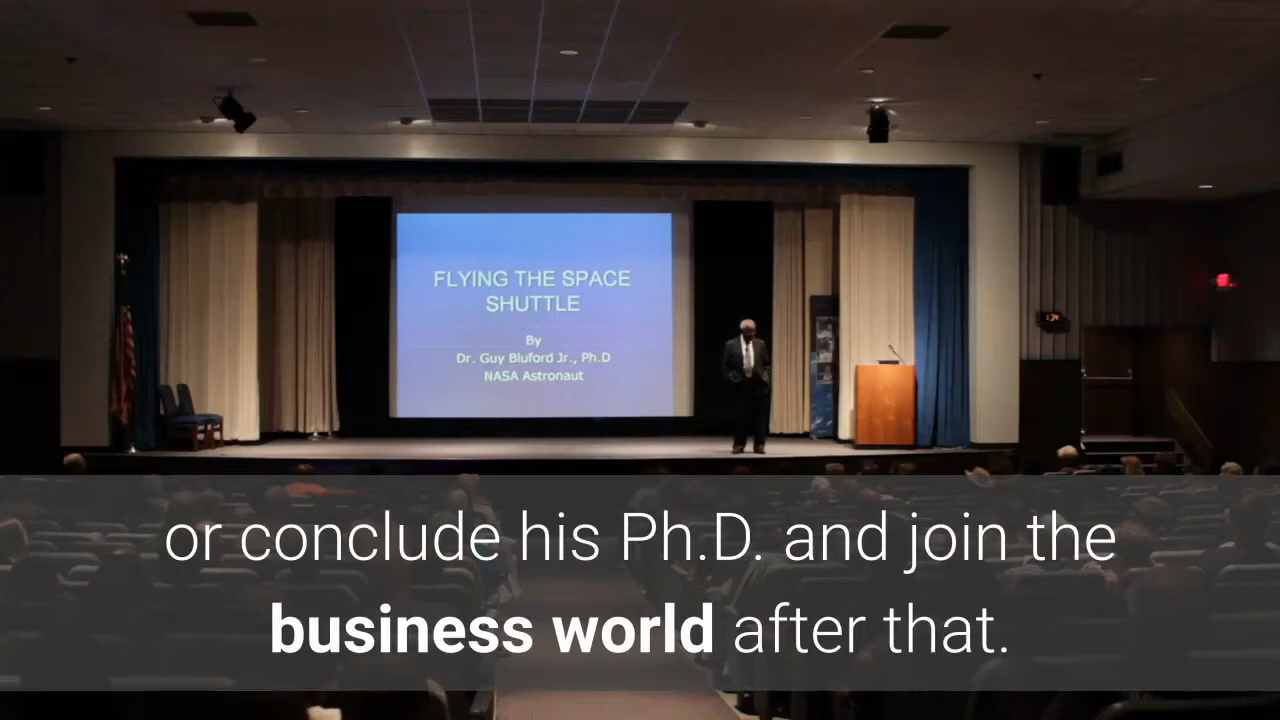 FLYING THE SPACE
SHUTTLE
By
Dr. Guy Bluford Jr., Ph.D
NASA Astronaut
or conclude his Ph.D. and join the
business world after that.